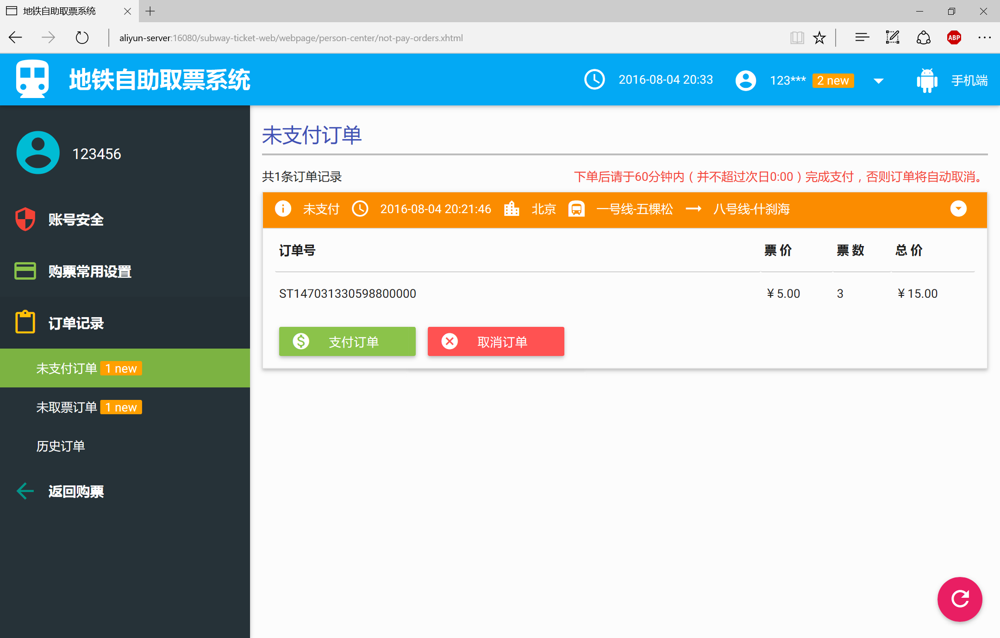 地铁自助取票系统
aliyun-server:16080/subway-ticket-web/webpage/person-center/not-pay-orders.xhtml
ABP
地铁自助取票系统
2016-08-04 20:33
123*** 2 new
手机端
123456
账号安全
购票常用设置
订单记录
未支付订单 1 new
未取票订单 1 new
历史订单
返回购票
未支付订单
共1条订单记录
下单后请于60分钟内（并不超过次日0:00）完成支付，否则订单将自动取消。
未支付 2016-08-04 20:21:46 北京 一号线-五棵松 八号线-什刹海
订单号 票 价 票 数 总 价
ST147031330598800000 ￥5.00 3 ￥15.00
支付订单 取消订单